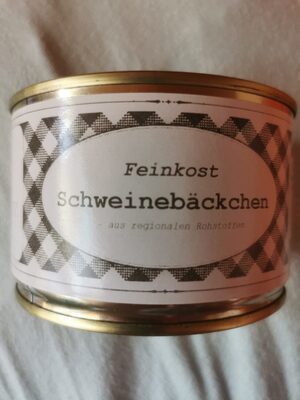 Feinkost
Schweinebäckchen
- aus regionalen Rohstoffen